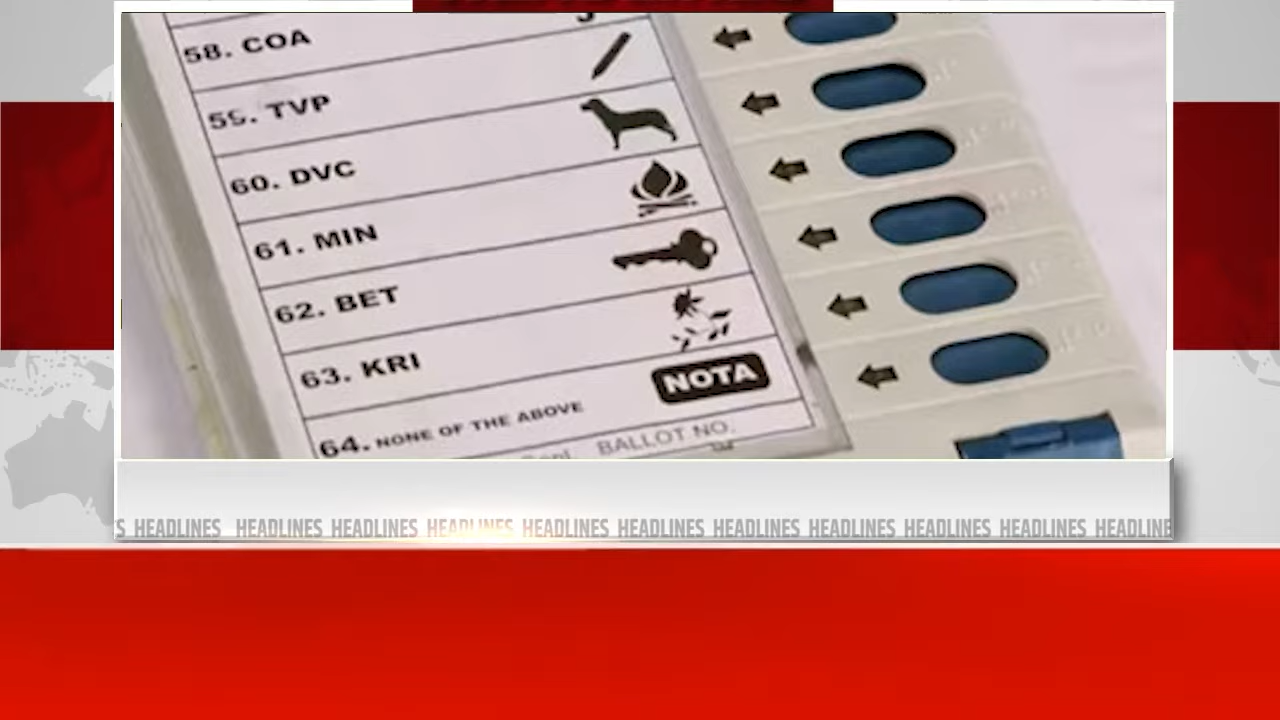 58. COA
59. TVP
60. DVC
61. MIN
62. BET
63. KRI
NOTA
64. NONE OF THE ABOVE
BALLOT NO.
HEADLINES HEADLINES HEADLINES HEADLINES HEADLINES HEADLINES HEADLINES HEADLINES HEADLINES HEADLINES